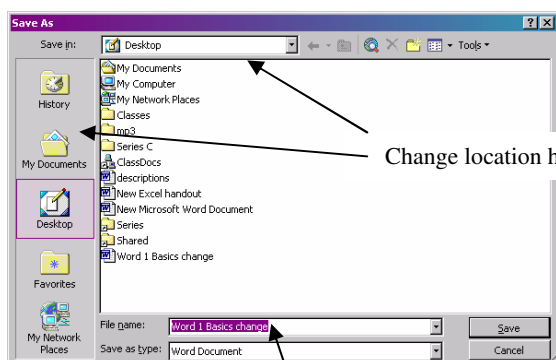 Save As
Save in: Desktop Tools
History
My Documents
Desktop
Favorites
My Network
Places
My Documents
My Computer
My Network Places
Classes
mp3
Series C
ClassDocs
descriptions
New Excel handout
New Microsoft Word Document
Series
Shared
Word 1 Basics change
Change location h
File name: Word 1 Basics change Save
Save as type: Word Document Cancel